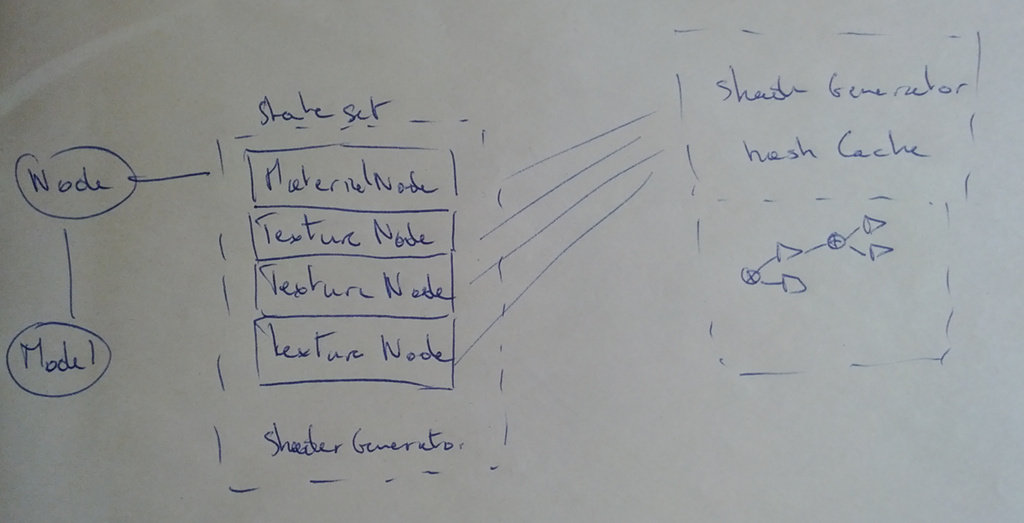 State set
Node
MaterialNode
Texture Node
Texture Node
Texture Node
Model
Shader Generator
Shader Generator
hash Cache